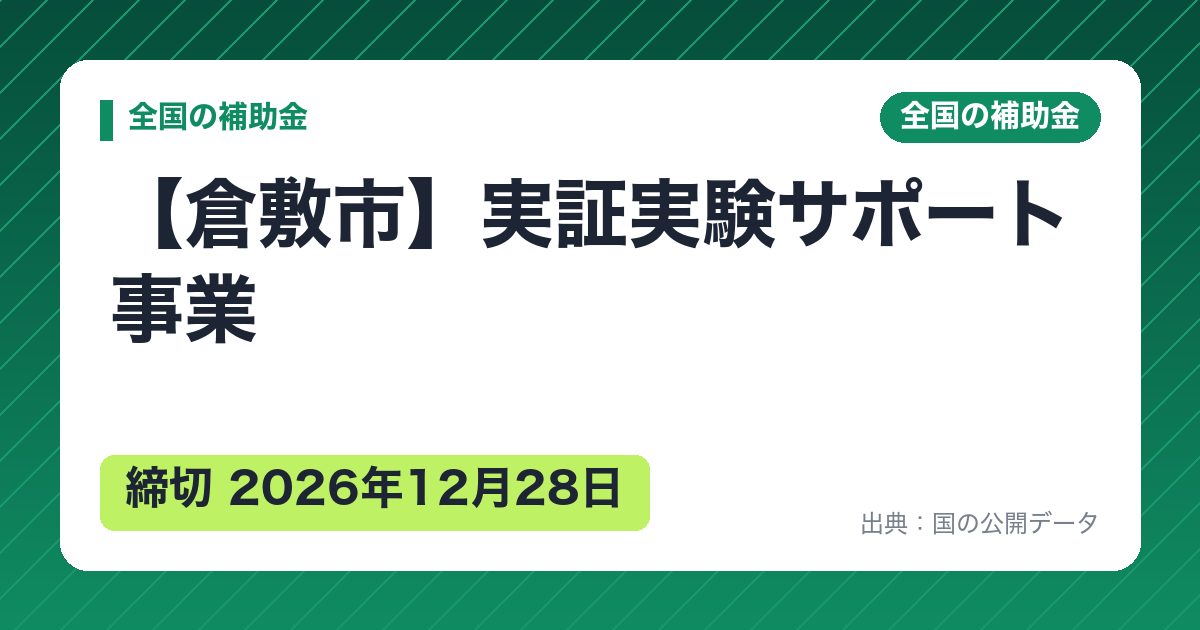 全国の補助金
全国の補助金
【倉敷市】実証実験サポート
事業
締切 2026年12月28日
出典：国の公開データ